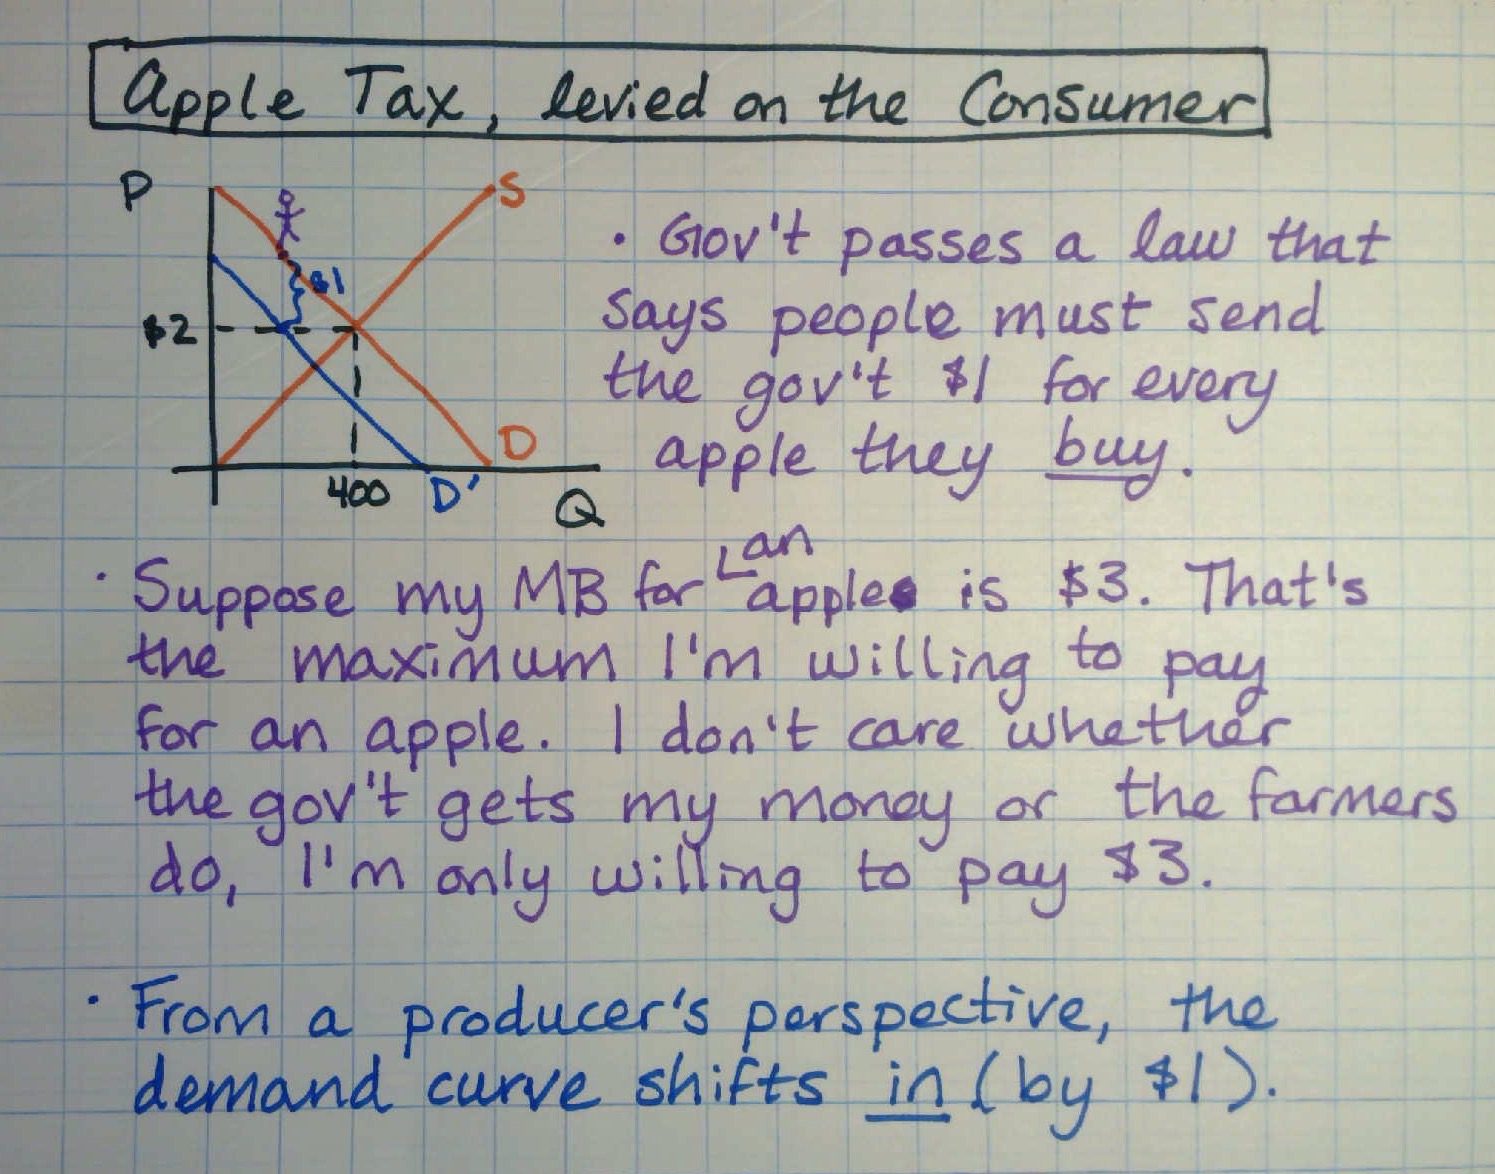 Apple Tax, levied on the Consumer
P
S
$1
$2
D
400
D'
Q
• Gov't passes a law that
says people must send
the gov't $1 for every
apple they buy.
an
• Suppose my MB for apple is $3. That's
the maximum I'm willing to pay
for an apple. I don't care whether
the gov't gets my money or the farmers
do, I'm only willing to pay $3.
• From a producer's perspective, the
demand curve shifts in (by $1).